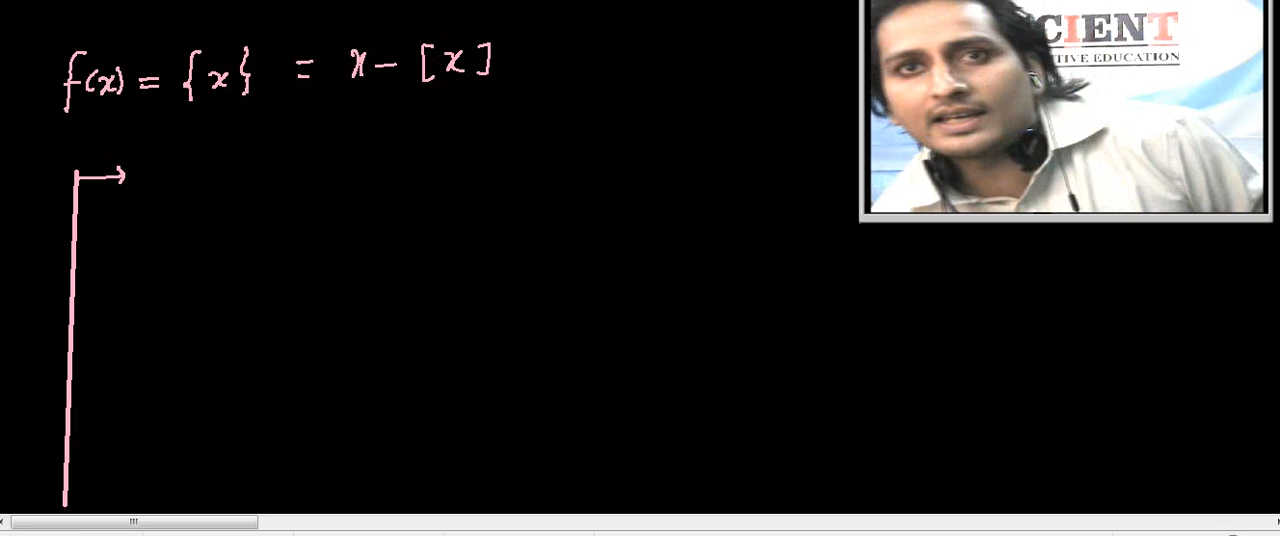 f(x) = {x} = x - [x]
CIENT
TIVE EDUCATION